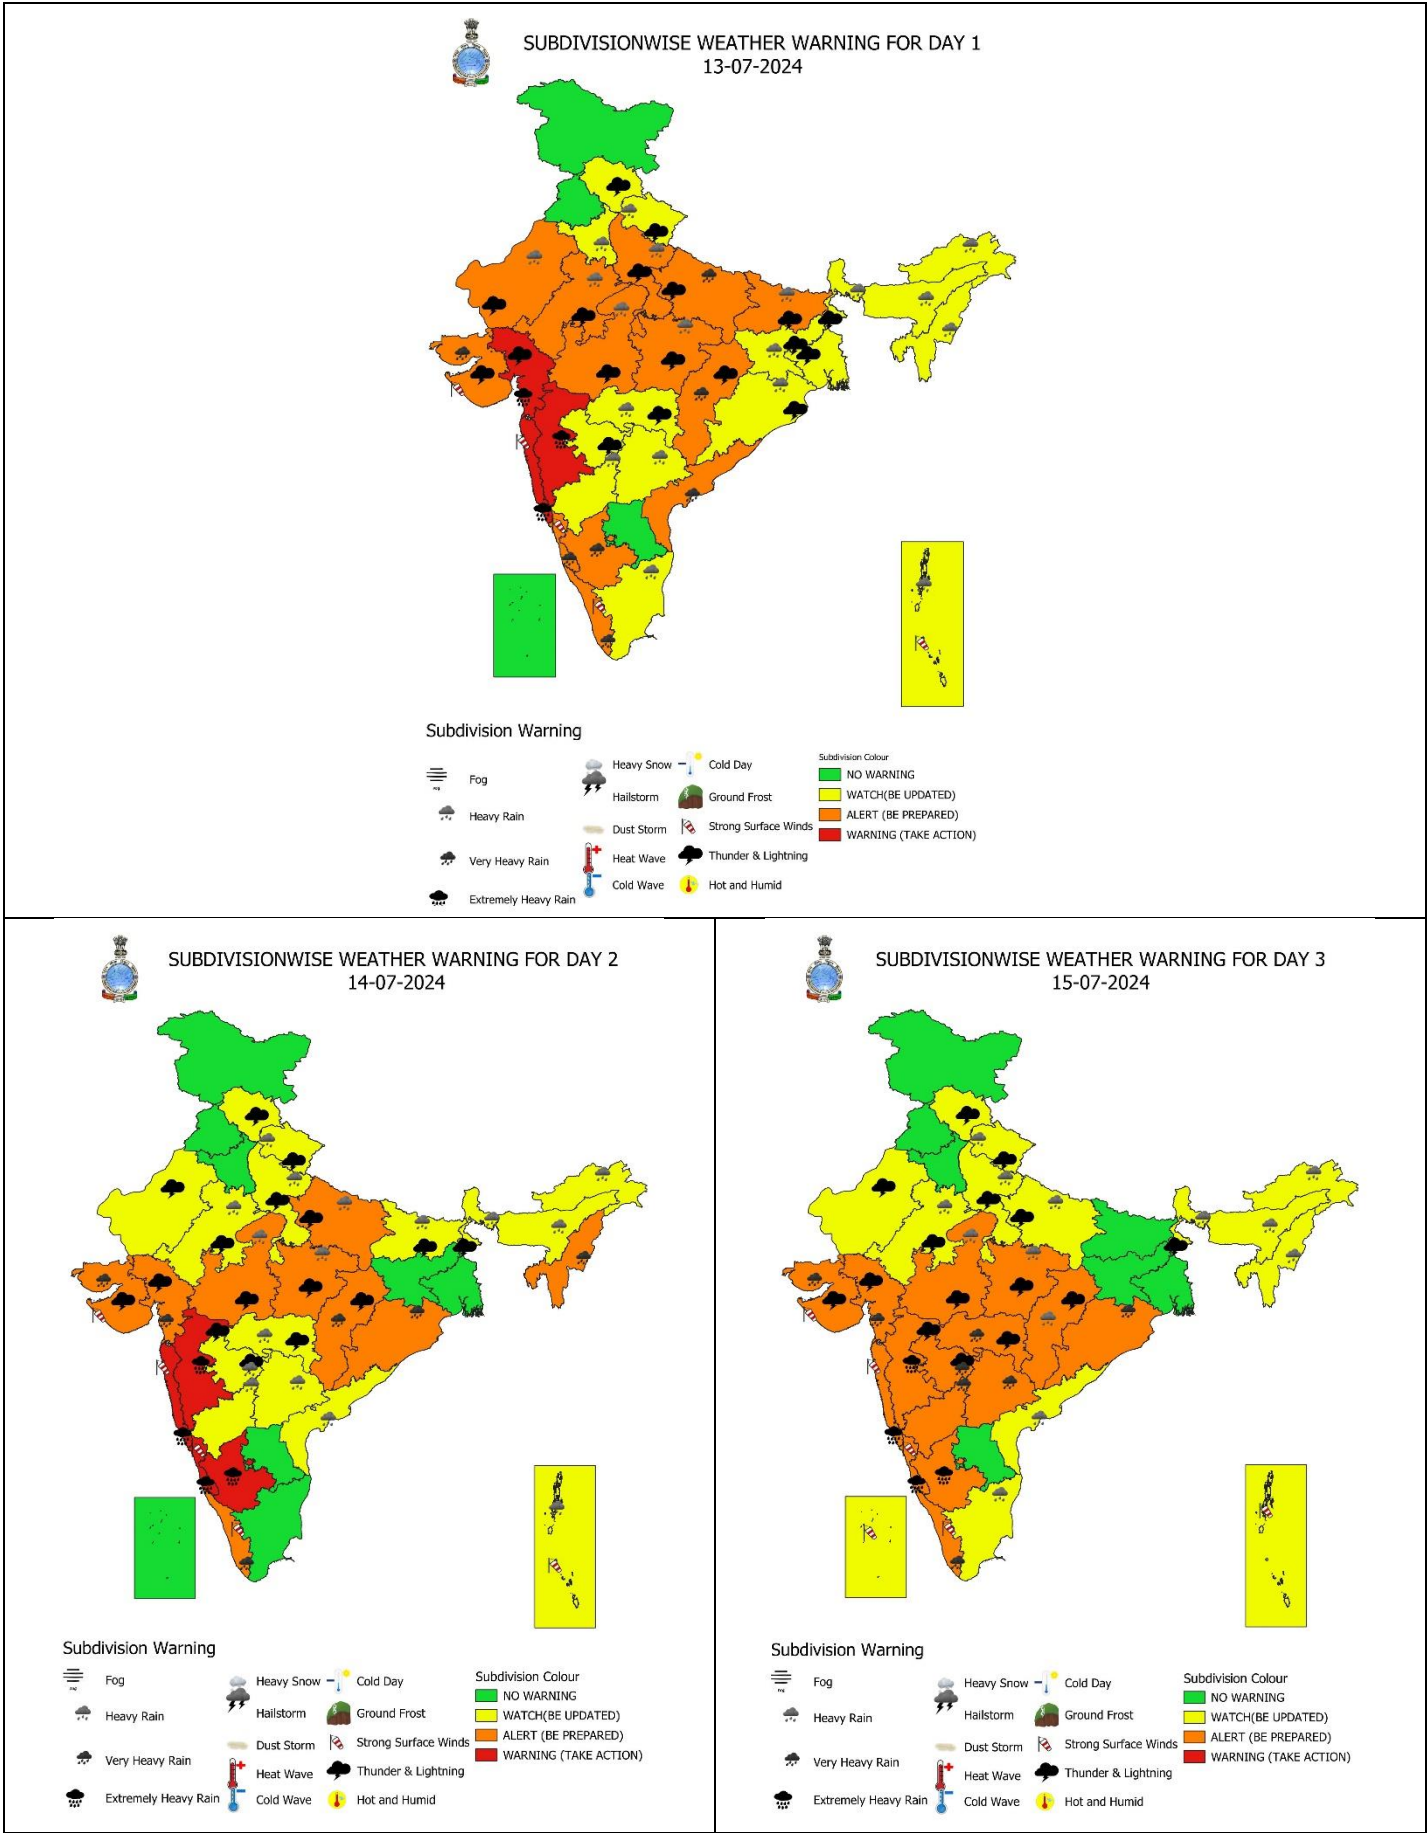 SUBDIVISIONWISE WEATHER WARNING FOR DAY 1
13-07-2024
Subdivision Warning
Fog
Heavy Rain
Very Heavy Rain
Extremely Heavy Rain
Heavy Snow
Hailstorm
Dust Storm
Heat Wave
Cold Wave
Cold Day
Ground Frost
Strong Surface Winds
Thunder & Lightning
Hot and Humid
Subdivision Colour
NO WARNING
WATCH(BE UPDATED)
ALERT (BE PREPARED)
WARNING (TAKE ACTION)
SUBDIVISIONWISE WEATHER WARNING FOR DAY 2
14-07-2024
Subdivision Warning
Fog
Heavy Rain
Very Heavy Rain
Extremely Heavy Rain
Heavy Snow
Hailstorm
Dust Storm
Heat Wave
Cold Wave
Cold Day
Ground Frost
Strong Surface Winds
Thunder & Lightning
Hot and Humid
Subdivision Colour
NO WARNING
WATCH(BE UPDATED)
ALERT (BE PREPARED)
WARNING (TAKE ACTION)
SUBDIVISIONWISE WEATHER WARNING FOR DAY 3
15-07-2024
Subdivision Warning
Fog
Heavy Rain
Very Heavy Rain
Extremely Heavy Rain
Heavy Snow
Hailstorm
Dust Storm
Heat Wave
Cold Wave
Cold Day
Ground Frost
Strong Surface Winds
Thunder & Lightning
Hot and Humid
Subdivision Colour
NO WARNING
WATCH(BE UPDATED)
ALERT (BE PREPARED)
WARNING (TAKE ACTION)